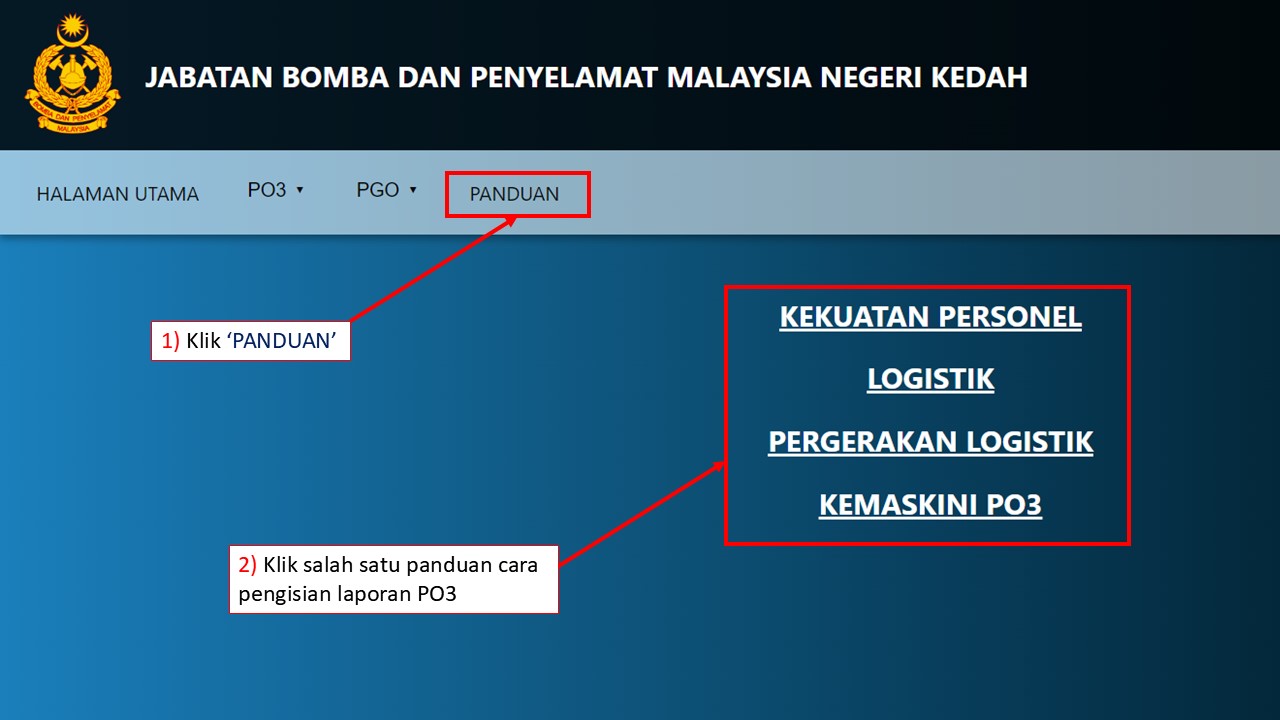 BOMBA DAN PENYELAMAT
MALAYSIA
JABATAN BOMBA DAN PENYELAMAT MALAYSIA NEGERI KEDAH
HALAMAN UTAMA
PO3 ▼
PGO ▼
PANDUAN
1) Klik ‘PANDUAN’
KEKUATAN PERSONEL
LOGISTIK
PERGERAKAN LOGISTIK
KEMASKINI PO3
2) Klik salah satu panduan cara
pengisian laporan PO3